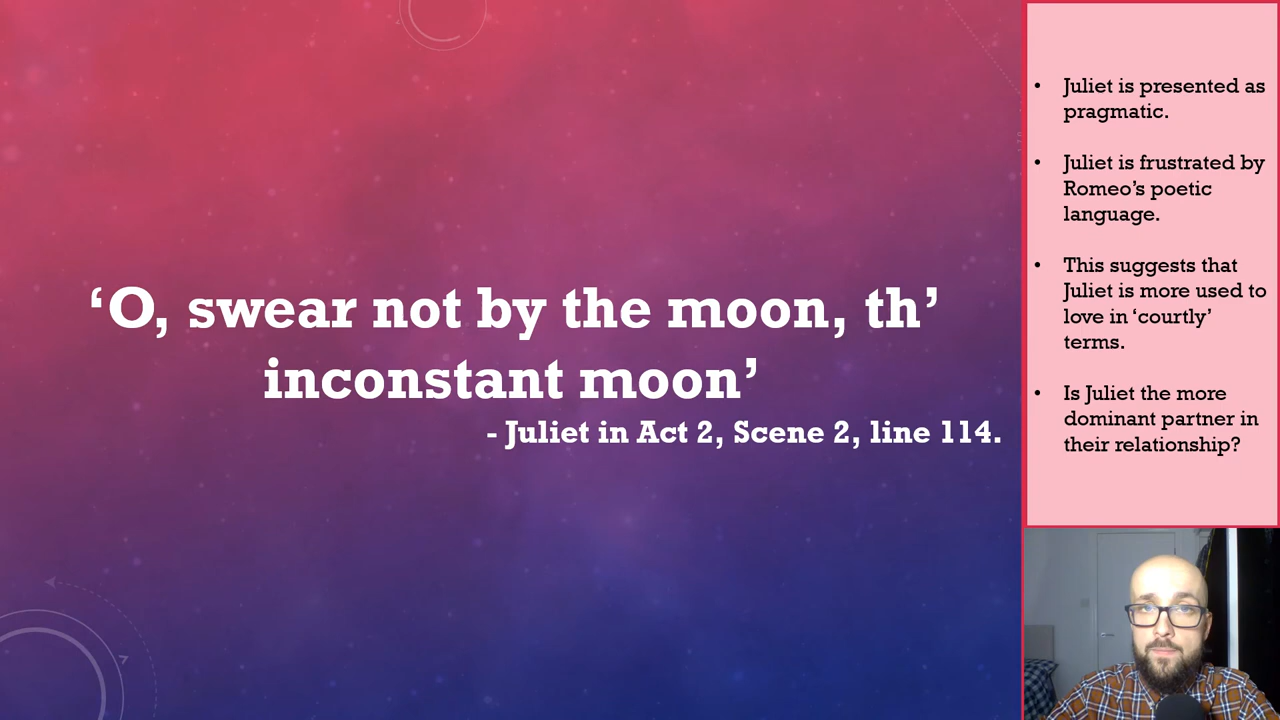 ‘O, swear not by the moon, th’
inconstant moon’
- Juliet in Act 2, Scene 2, line 114.
• Juliet is presented as
pragmatic.
• Juliet is frustrated by
Romeo’s poetic
language.
• This suggests that
Juliet is more used to
love in ‘courtly’
terms.
• Is Juliet the more
dominant partner in
their relationship?